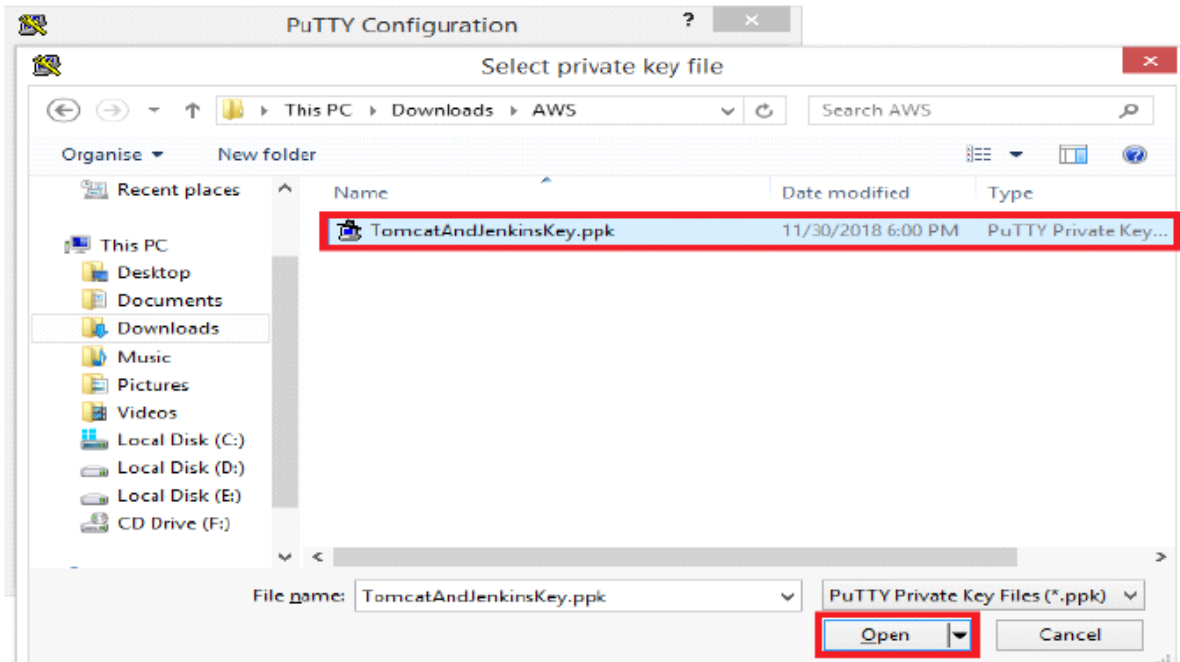 PuTTY Configuration ?
Select private key file
This PC Downloads AWS Search AWS
Organise New folder
Recent places
Name Date modified Type
TomcatAndJenkinsKey.ppk 11/30/2018 6:00 PM PuTTY Private Key...
This PC
Desktop
Documents
Downloads
Music
Pictures
Videos
Local Disk (C:)
Local Disk (D:)
Local Disk (E:)
CD Drive (F:)
File name: TomcatAndJenkinsKey.ppk PuTTY Private Key Files (*.ppk)
Open Cancel